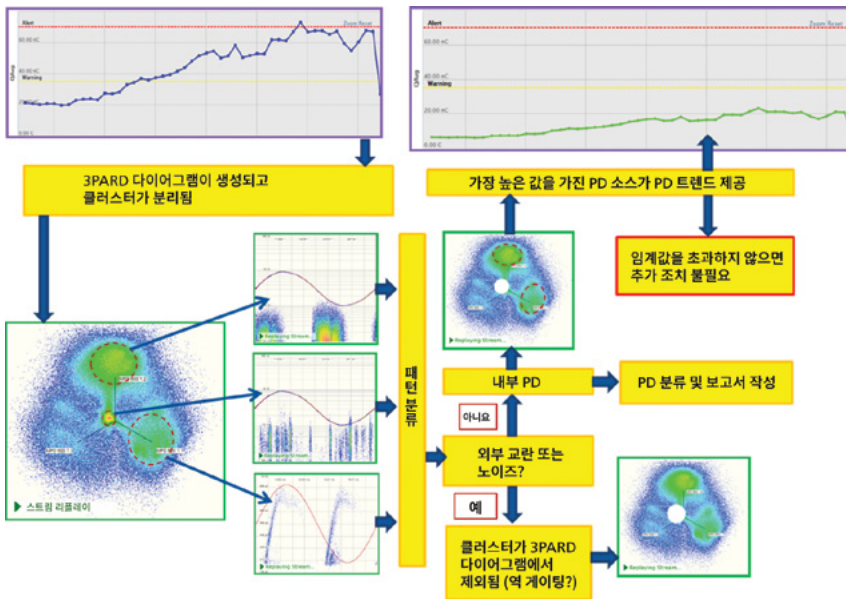 Alert
Zoom Reset
60.00 nC
40.00 nC
Warning
0.00 C
QAvg
Alert
Zoom Reset
60.00 nC
40.00 nC
Warning
20.00 nC
0.00 C
QAvg
3PARD 다이어그램이 생성되고
클러스터가 분리됨
가장 높은 값을 가진 PD 소스가 PD 트렌드 제공
임계값을 초과하지 않으면
추가 조치 불필요
Replaying Stream...
Replaying Stream...
Replaying Stream...
스트림 리플레이
패턴 분류
Replaying Stream...
내부 PD
PD 분류 및 보고서 작성
아니요
외부 교란 또는
노이즈?
예
클러스터가 3PARD
다이어그램에서
제외됨 (역 게이팅?)
Replaying Stream...